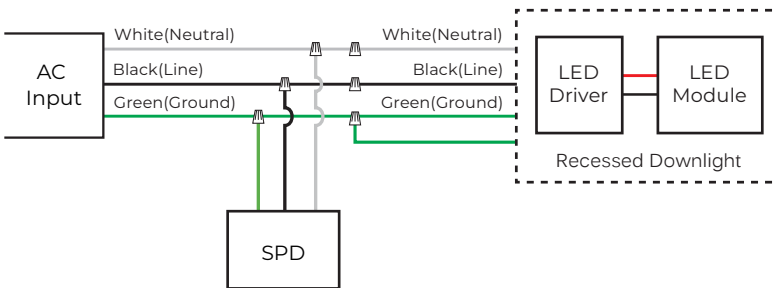 White(Neutral)
White(Neutral)
AC
Input
Black(Line)
Black(Line)
Green(Ground)
Green(Ground)
LED
Driver
LED
Module
Recessed Downlight
SPD